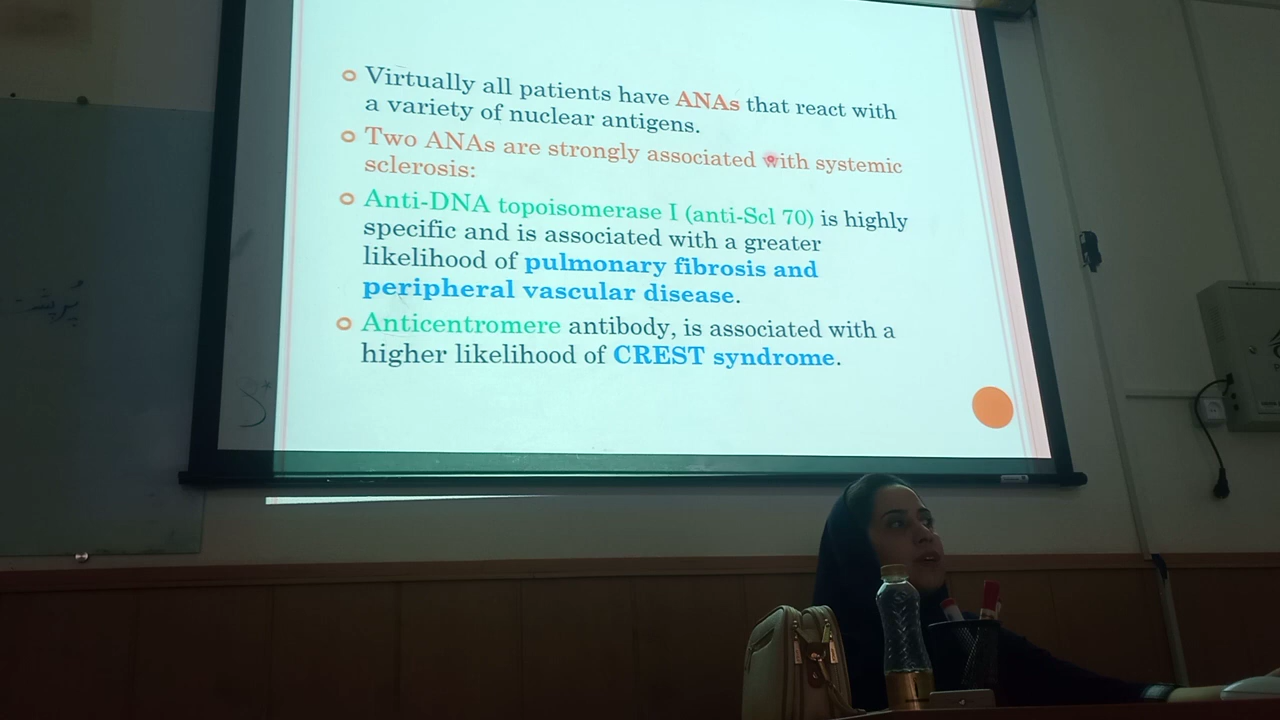 Virtually all patients have ANAs that react with
a variety of nuclear antigens.
Two ANAs are strongly associated with systemic
sclerosis:
Anti-DNA topoisomerase I (anti-Scl 70) is highly
specific and is associated with a greater
likelihood of pulmonary fibrosis and
peripheral vascular disease.
Anticentromere antibody, is associated with a
higher likelihood of CREST syndrome.